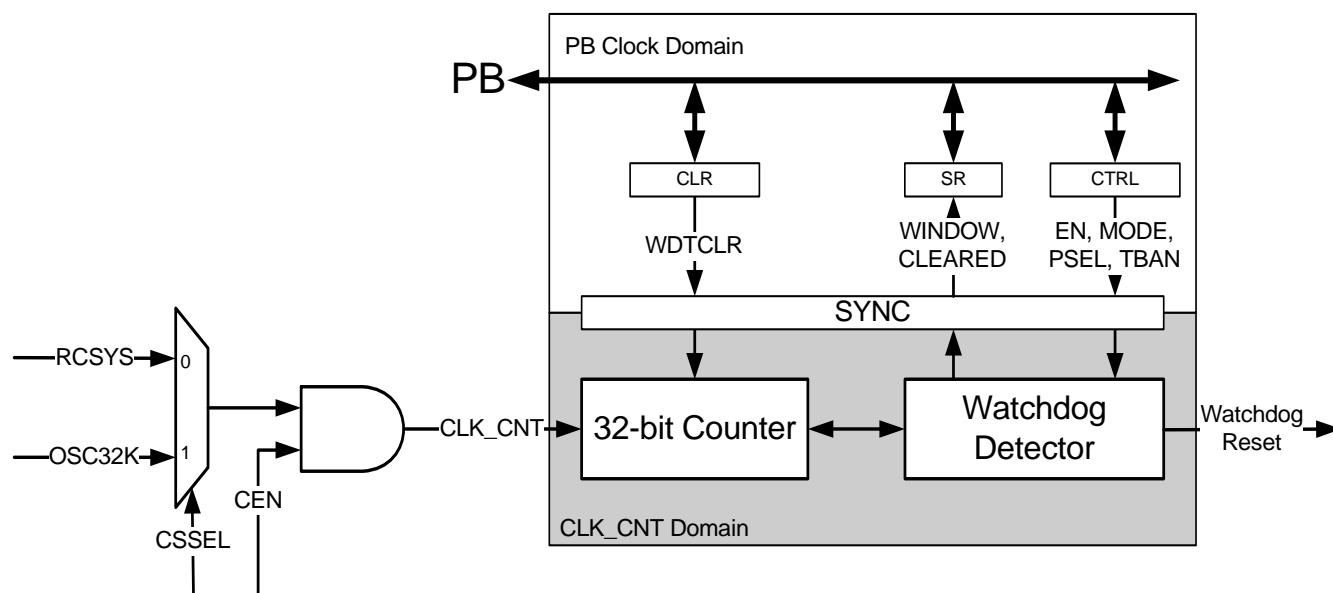 PB Clock Domain
PB
CLR
SR
CTRL
WDTCLR
WINDOW,
CLEARED
EN, MODE,
PSEL, TBAN
SYNC
RCSYS
0
OSC32K
1
CSSEL
CEN
CLK_CNT
32-bit Counter
Watchdog
Detector
Watchdog
Reset
CLK_CNT Domain